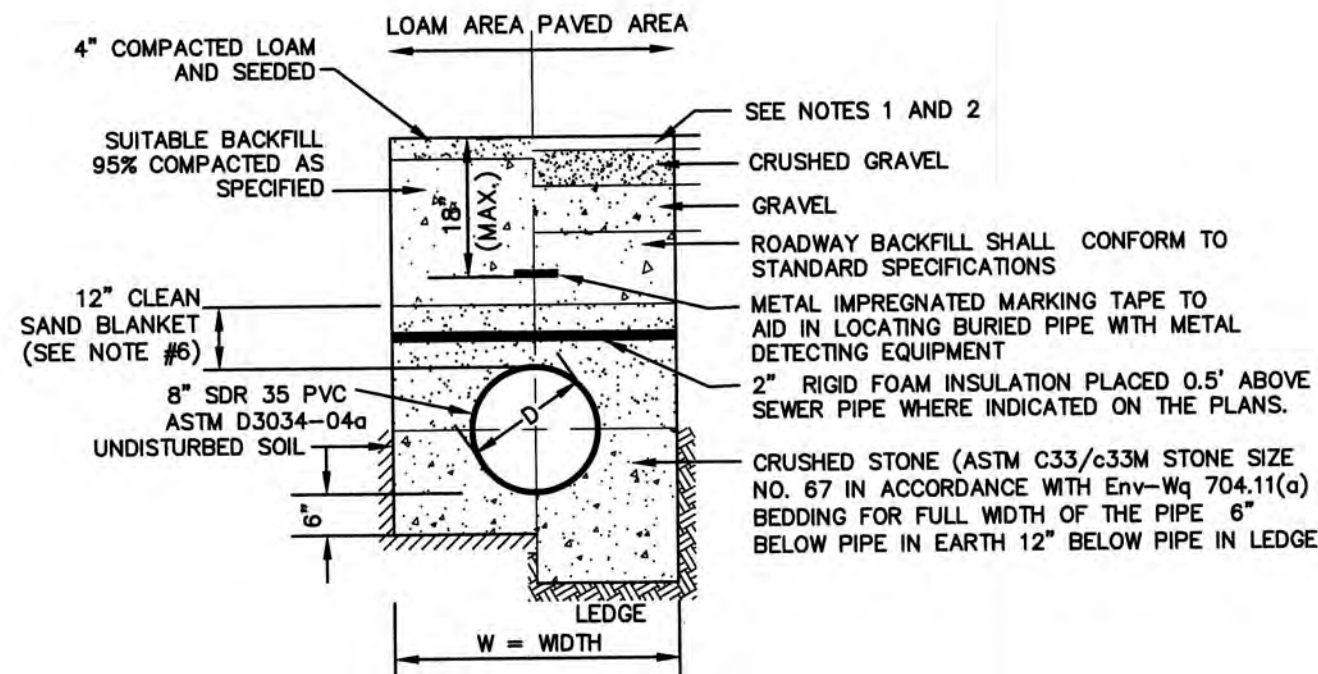 LOAM AREA PAVED AREA
4" COMPACTED LOAM
AND SEEDED
SUITABLE BACKFILL
95% COMPACTED AS
SPECIFIED
18"
(MAX.)
12" CLEAN
SAND BLANKET
(SEE NOTE #6)
8" SDR 35 PVC
ASTM D3034-04a
UNDISTURBED SOIL
6"
D
SEE NOTES 1 AND 2
CRUSHED GRAVEL
GRAVEL
ROADWAY BACKFILL SHALL CONFORM TO
STANDARD SPECIFICATIONS
METAL IMPREGNATED MARKING TAPE TO
AID IN LOCATING BURIED PIPE WITH METAL
DETECTING EQUIPMENT
2" RIGID FOAM INSULATION PLACED 0.5' ABOVE
SEWER PIPE WHERE INDICATED ON THE PLANS.
CRUSHED STONE (ASTM C33/c33M STONE SIZE
NO. 67 IN ACCORDANCE WITH Env-Wq 704.11(a)
BEDDING FOR FULL WIDTH OF THE PIPE 6"
BELOW PIPE IN EARTH 12" BELOW PIPE IN LEDGE
LEDGE
W = WIDTH